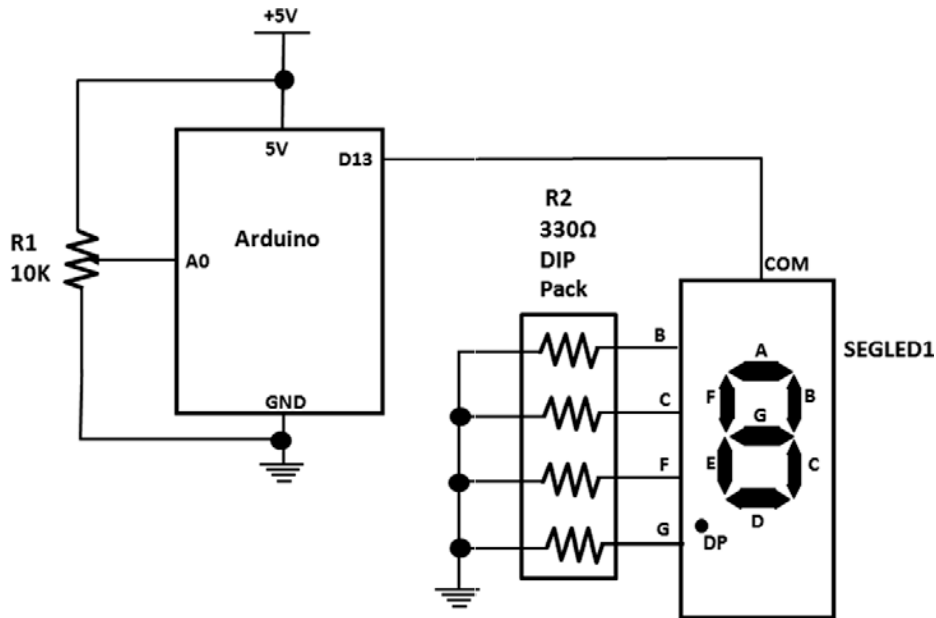 +5V
5V
D13
Arduino
A0
GND
R1
10K
R2
330Ω
DIP
Pack
B
C
F
G
COM
SEGLED1
A
F
B
G
E
C
D
DP